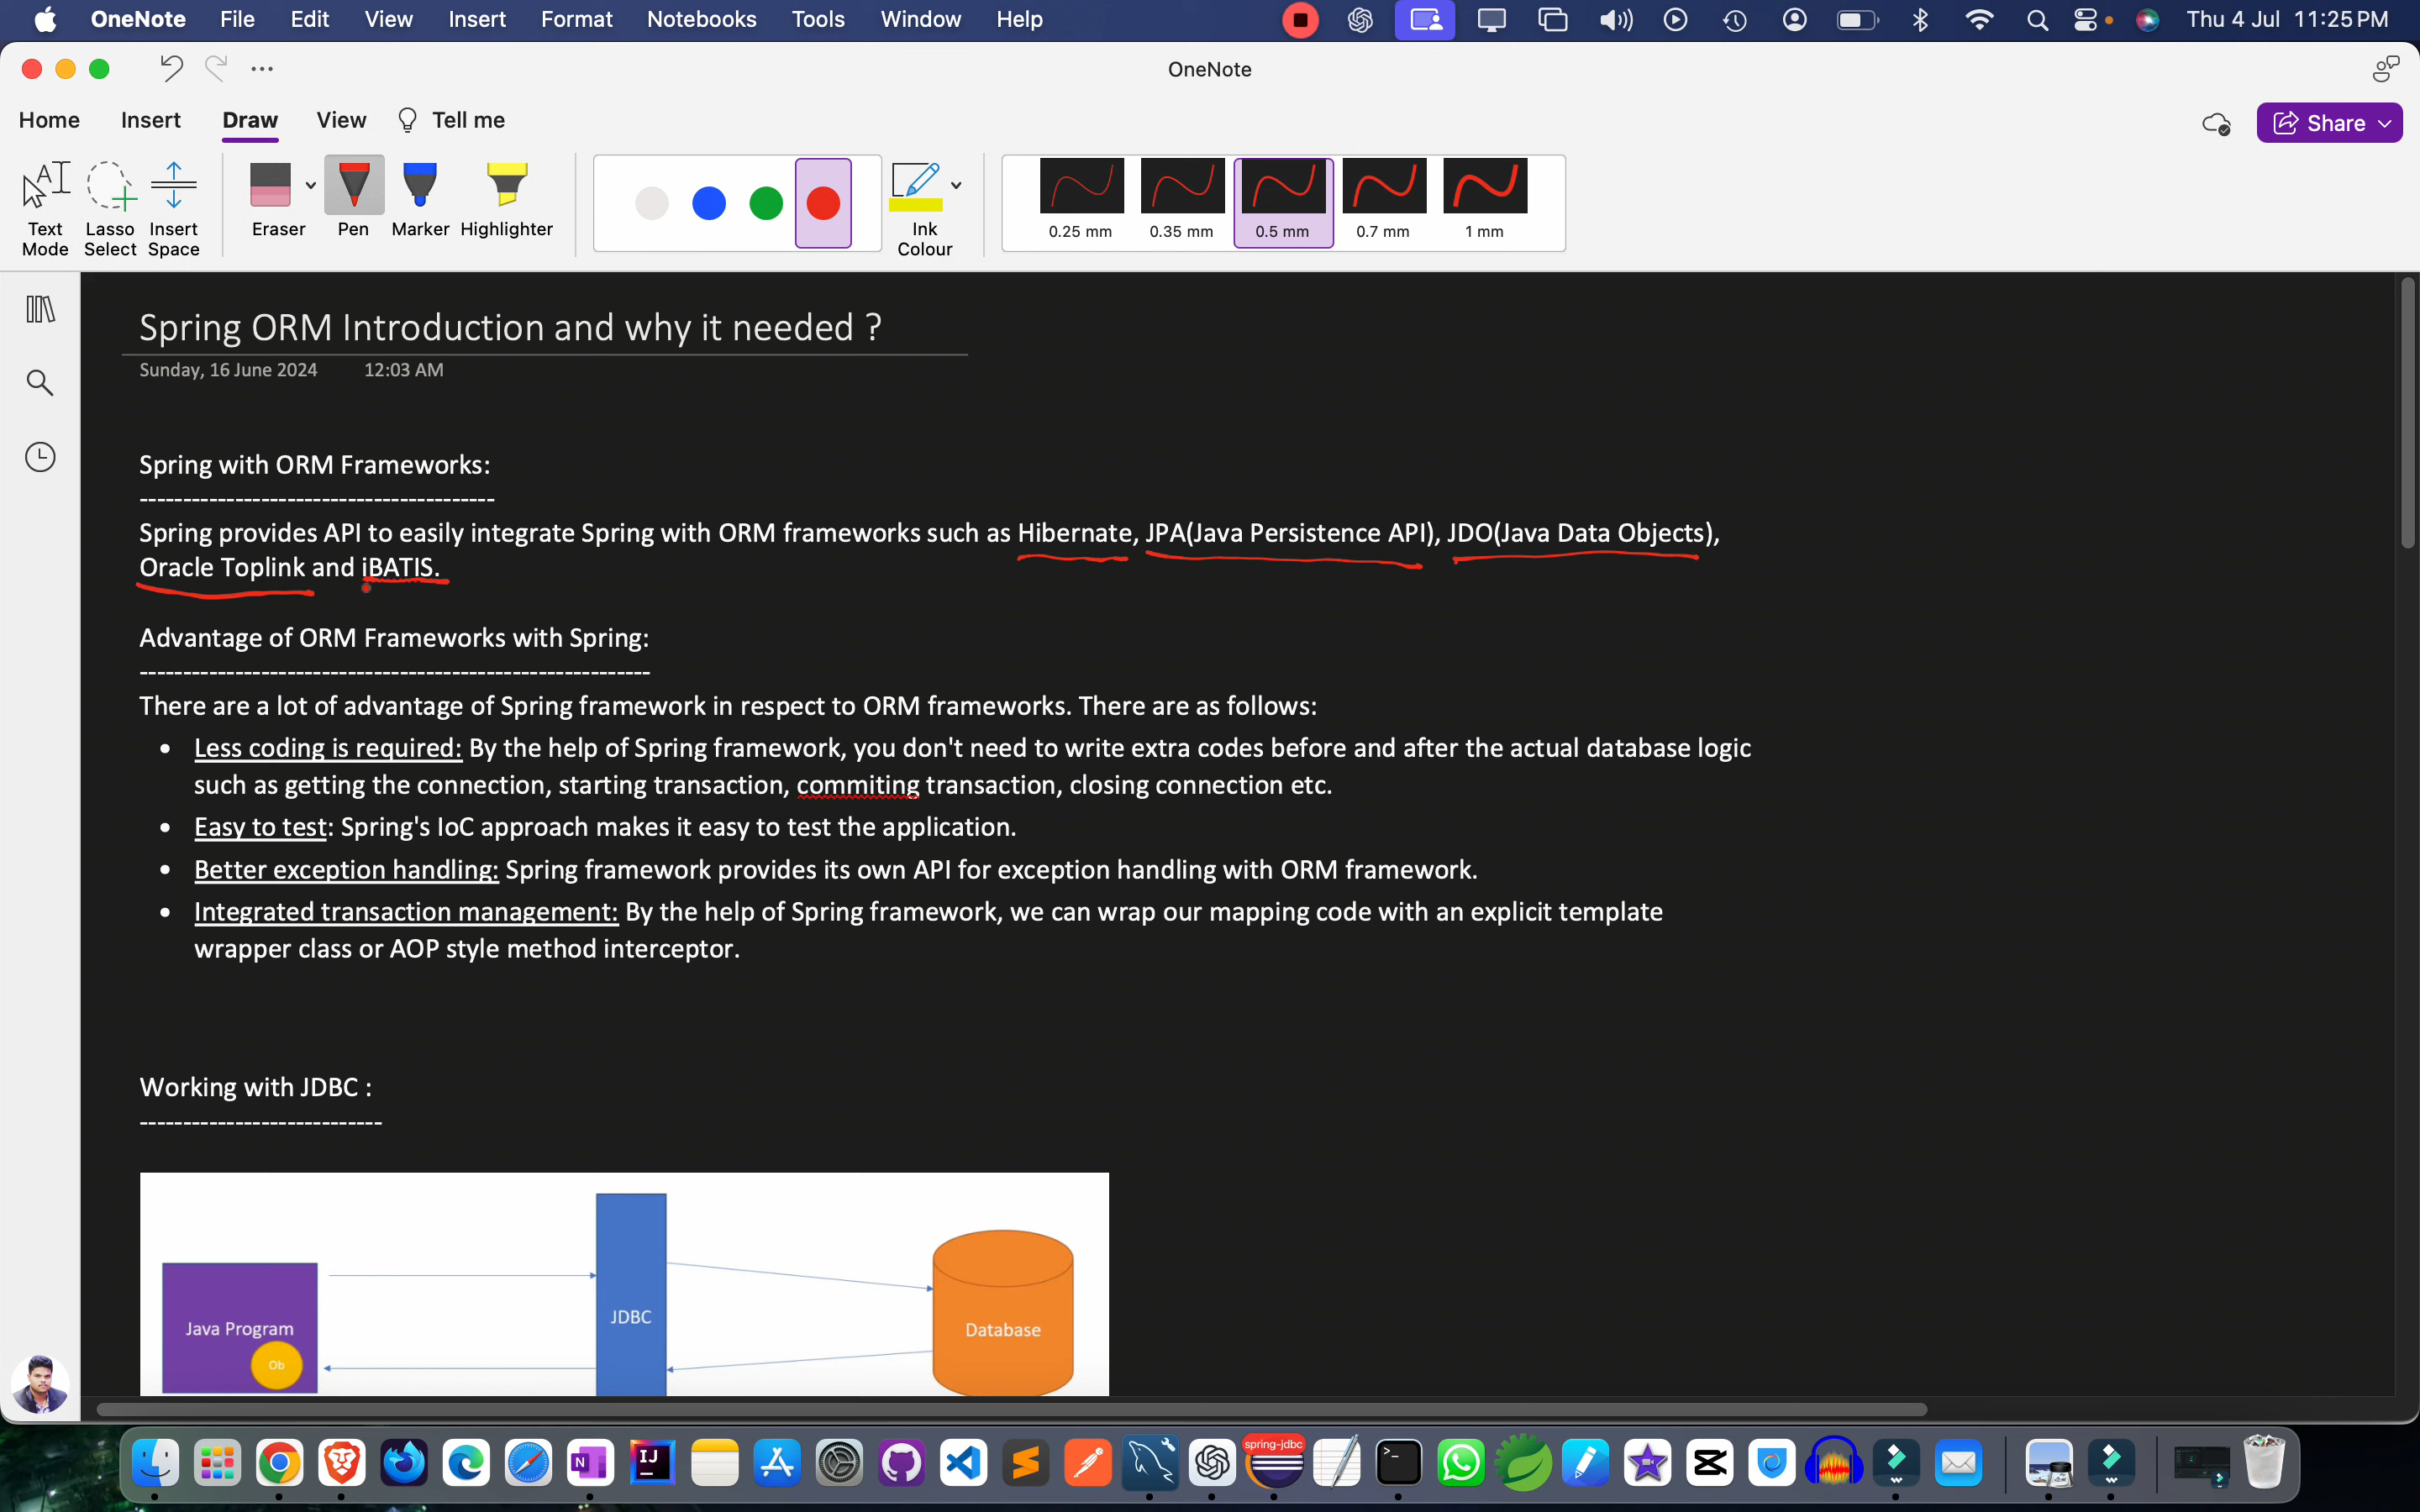 OneNote File Edit View Insert Format Notebooks Tools Window Help Thu 4 Jul 11:25 PM
OneNote
Home Insert Draw View Tell me Share
Text Mode
Lasso Select
Insert Space
Eraser Pen Marker Highlighter
Ink Colour
0.25 mm 0.35 mm 0.5 mm 0.7 mm 1 mm
Spring ORM Introduction and why it needed ?
Sunday, 16 June 2024 12:03 AM
Spring with ORM Frameworks:
----------------------------------------
Spring provides API to easily integrate Spring with ORM frameworks such as Hibernate, JPA(Java Persistence API), JDO(Java Data Objects),
Oracle Toplink and iBATIS.
Advantage of ORM Frameworks with Spring:
----------------------------------------------------------
There are a lot of advantage of Spring framework in respect to ORM frameworks. There are as follows:
• Less coding is required: By the help of Spring framework, you don't need to write extra codes before and after the actual database logic
such as getting the connection, starting transaction, commiting transaction, closing connection etc.
• Easy to test: Spring's IoC approach makes it easy to test the application.
• Better exception handling: Spring framework provides its own API for exception handling with ORM framework.
• Integrated transaction management: By the help of Spring framework, we can wrap our mapping code with an explicit template
wrapper class or AOP style method interceptor.
Working with JDBC :
----------------------------
Java Program
Ob
JDBC
Database
spring-jdbc